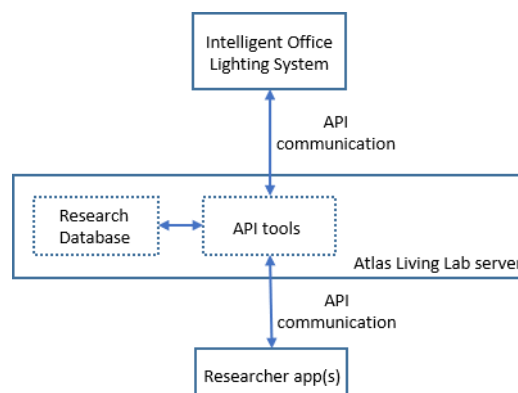 Intelligent Office
Lighting System
API
communication
Research
Database
API tools
Atlas Living Lab server
API
communication
Researcher app(s)